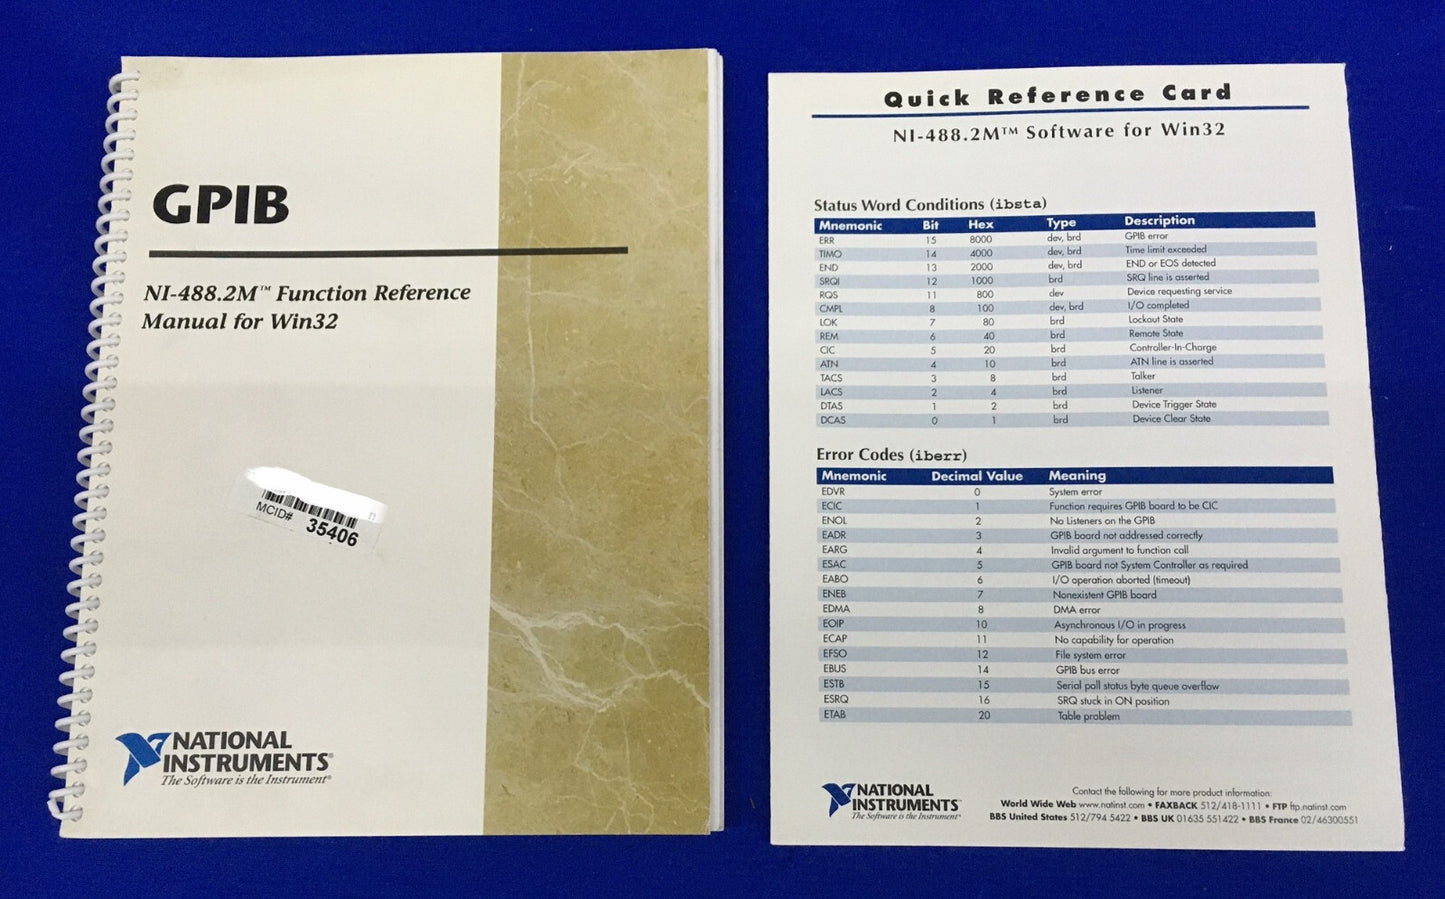 GPIB
NI-488.2M™ Function Reference
Manual for Win32
MCID# 35406
NATIONAL
INSTRUMENTS®
The Software is the Instrument®
Quick Reference Card
NI-488.2M™ Software for Win32
Status Word Conditions (ibsta)
Mnemonic Bit Hex Type Description
ERR 15 8000 dev, brd GPIB error
TIMO 14 4000 dev, brd Time limit exceeded
END 13 2000 dev, brd END or EOS detected
SRQI 12 1000 brd SRQ line is asserted
RQS 11 800 dev Device requesting service
CMPL 8 100 dev, brd I/O completed
LOK 7 80 brd Lockout State
REM 6 40 brd Remote State
CIC 5 20 brd Controller-In-Charge
ATN 4 10 brd ATN line is asserted
TACS 3 8 brd Talker
LACS 2 4 brd Listener
DTAS 1 2 brd Device Trigger State
DCAS 0 1 brd Device Clear State
Error Codes (iberr)
Mnemonic Decimal Value Meaning
EDVR 0 System error
ECIC 1 Function requires GPIB board to be CIC
ENOL 2 No Listeners on the GPIB
EADR 3 GPIB board not addressed correctly
EARG 4 Invalid argument to function call
ESAC 5 GPIB board not System Controller as required
EABO 6 I/O operation aborted (timeout)
ENEB 7 Nonexistent GPIB board
EDMA 8 DMA error
EOIP 10 Asynchronous I/O in progress
ECAP 11 No capability for operation
EFSO 12 File system error
EBUS 14 GPIB bus error
ESTB 15 Serial poll status byte queue overflow
ESRQ 16 SRQ stuck in ON position
ETAB 20 Table problem
NATIONAL
INSTRUMENTS™
The Software is the Instrument®
Contact the following for more product information:
World Wide Web www.natinst.com • FAXBACK 512/418-1111 • FTP ftp.natinst.com
BBS United States 512/794 5422 • BBS UK 01635 551422 • BBS France 02/46300551